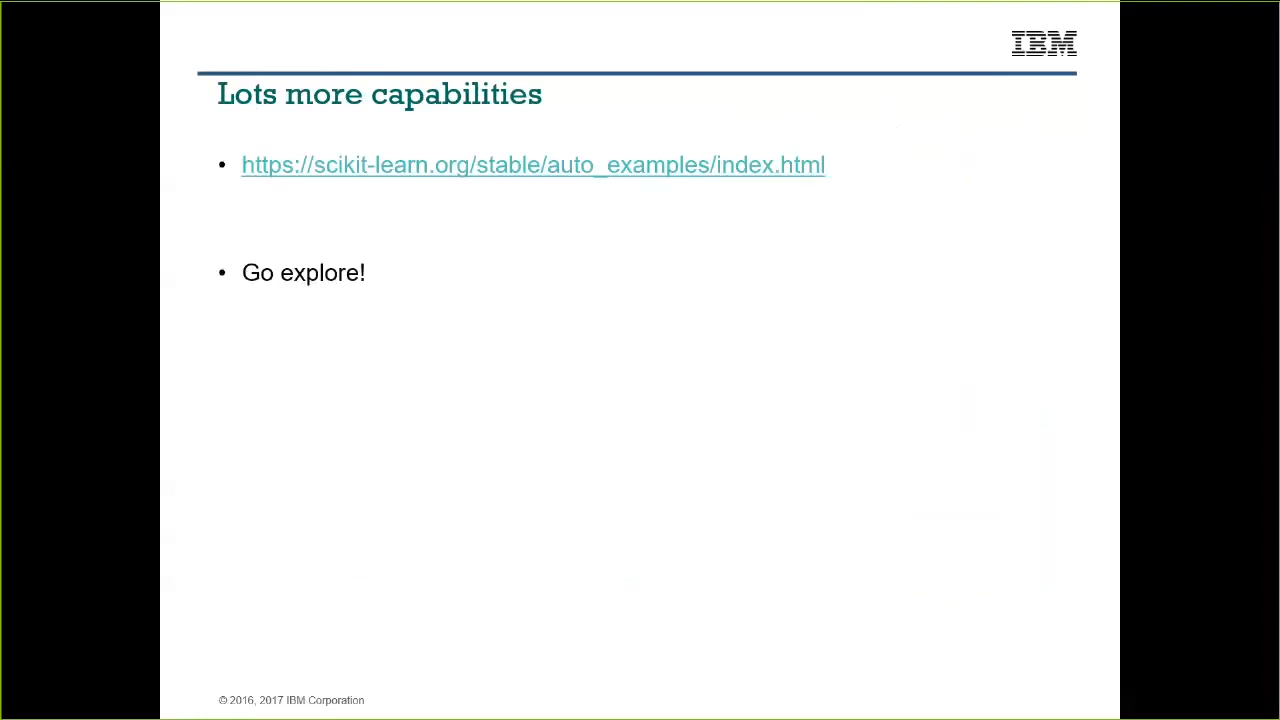 IBM
Lots more capabilities
• https://scikit-learn.org/stable/auto_examples/index.html
• Go explore!
© 2016, 2017 IBM Corporation